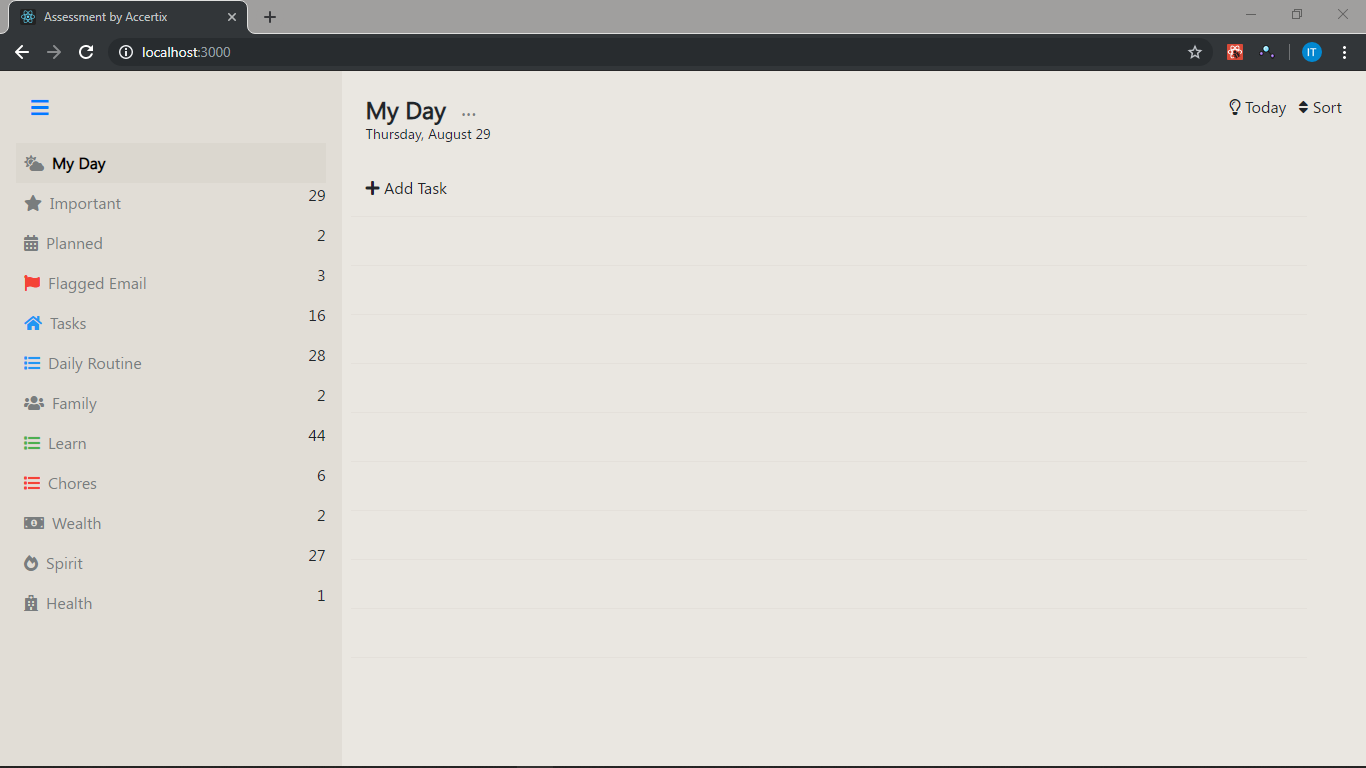 Assessment by Accertix
localhost:3000
IT
My Day
Important 29
Planned 2
Flagged Email 3
Tasks 16
Daily Routine 28
Family 2
Learn 44
Chores 6
Wealth 2
Spirit 27
Health 1
My Day ...
Today Sort
Thursday, August 29
Add Task